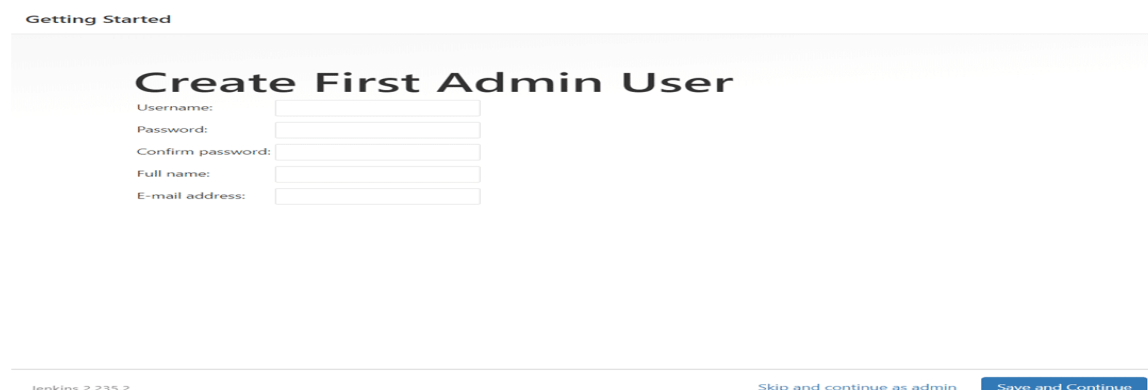 Getting Started
Create First Admin User
Username:
Password:
Confirm password:
Full name:
E-mail address:
Jenkins 2.235.2
Skip and continue as admin
Save and Continue